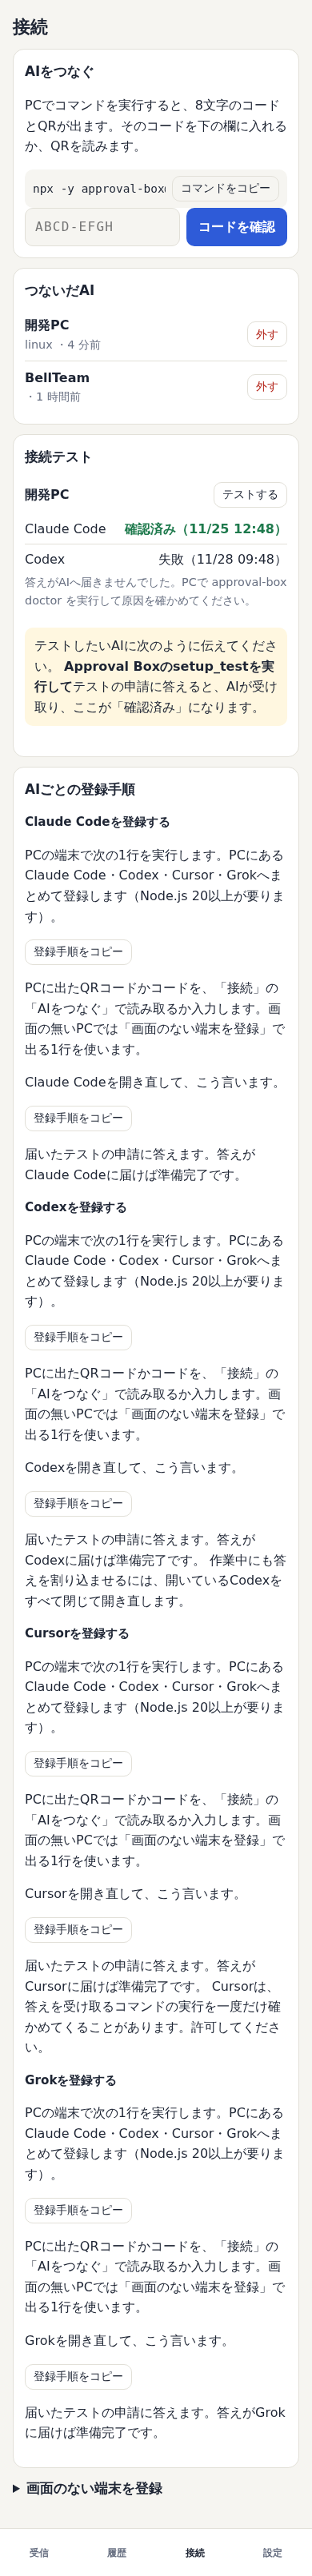 接続
AIをつなぐ
PCでコマンドを実行すると、8文字のコード
とQRが出ます。そのコードを下の欄に入れる
か、QRを読みます。
npx -y approval-box
コマンドをコピー
ABCD-EFGH
コードを確認
つないだAI
開発PC
linux ・4 分前
外す
BellTeam
・1 時間前
外す
接続テスト
開発PC
テストする
Claude Code 確認済み（11/25 12:48）
Codex 失敗（11/28 09:48）
答えがAIへ届きませんでした。PCで approval-box
doctor を実行して原因を確かめてください。
テストしたいAIに次のように伝えてくださ
い。 Approval Boxのsetup_testを実
行してテストの申請に答えると、AIが受け
取り、ここが「確認済み」になります。
AIごとの登録手順
Claude Codeを登録する
PCの端末で次の1行を実行します。PCにある
Claude Code・Codex・Cursor・Grokへま
とめて登録します（Node.js 20以上が要りま
す）。
登録手順をコピー
PCに出たQRコードかコードを、「接続」の
「AIをつなぐ」で読み取るか入力します。画
面の無いPCでは「画面のない端末を登録」で
出る1行を使います。
Claude Codeを開き直して、こう言います。
登録手順をコピー
届いたテストの申請に答えます。答えが
Claude Codeに届けば準備完了です。
Codexを登録する
PCの端末で次の1行を実行します。PCにある
Claude Code・Codex・Cursor・Grokへま
とめて登録します（Node.js 20以上が要りま
す）。
登録手順をコピー
PCに出たQRコードかコードを、「接続」の
「AIをつなぐ」で読み取るか入力します。画
面の無いPCでは「画面のない端末を登録」で
出る1行を使います。
Codexを開き直して、こう言います。
登録手順をコピー
届いたテストの申請に答えます。答えが
Codexに届けば準備完了です。 作業中にも答
えを割り込ませるには、開いているCodexを
すべて閉じて開き直します。
Cursorを登録する
PCの端末で次の1行を実行します。PCにある
Claude Code・Codex・Cursor・Grokへま
とめて登録します（Node.js 20以上が要りま
す）。
登録手順をコピー
PCに出たQRコードかコードを、「接続」の
「AIをつなぐ」で読み取るか入力します。画
面の無いPCでは「画面のない端末を登録」で
出る1行を使います。
Cursorを開き直して、こう言います。
登録手順をコピー
届いたテストの申請に答えます。答えが
Cursorに届けば準備完了です。 Cursorは、
答えを受け取るコマンドの実行を一度だけ確
かめてくることがあります。許可してくださ
い。
Grokを登録する
PCの端末で次の1行を実行します。PCにある
Claude Code・Codex・Cursor・Grokへま
とめて登録します（Node.js 20以上が要りま
す）。
登録手順をコピー
PCに出たQRコードかコードを、「接続」の
「AIをつなぐ」で読み取るか入力します。画
面の無いPCでは「画面のない端末を登録」で
出る1行を使います。
Grokを開き直して、こう言います。
登録手順をコピー
届いたテストの申請に答えます。答えがGrok
に届けば準備完了です。
▶ 画面のない端末を登録
受信 履歴 接続 設定